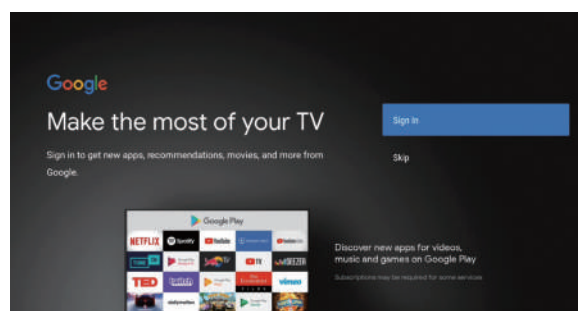 Google
Make the most of your TV
Sign in to get new apps, recommendations, movies, and more from
Google.
Sign In
Skip
Google Play
NETFLIX
Spotify
YouTube
TED
twitch
vimeo
DEEZER
dailymotion
Discover new apps for videos,
music and games on Google Play
Subscriptions may be required for some services